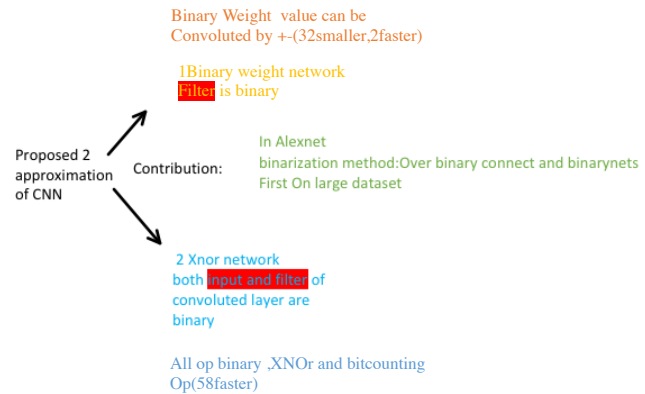 Binary Weight value can be
Convoluted by +-(32smaller,2faster)
1Binary weight network
Filter is binary
Proposed 2
approximation
of CNN
Contribution:
In Alexnet
binarization method:Over binary connect and binarynets
First On large dataset
2 Xnor network
both input and filter of
convoluted layer are
binary
All op binary ,XNOr and bitcounting
Op(58faster)